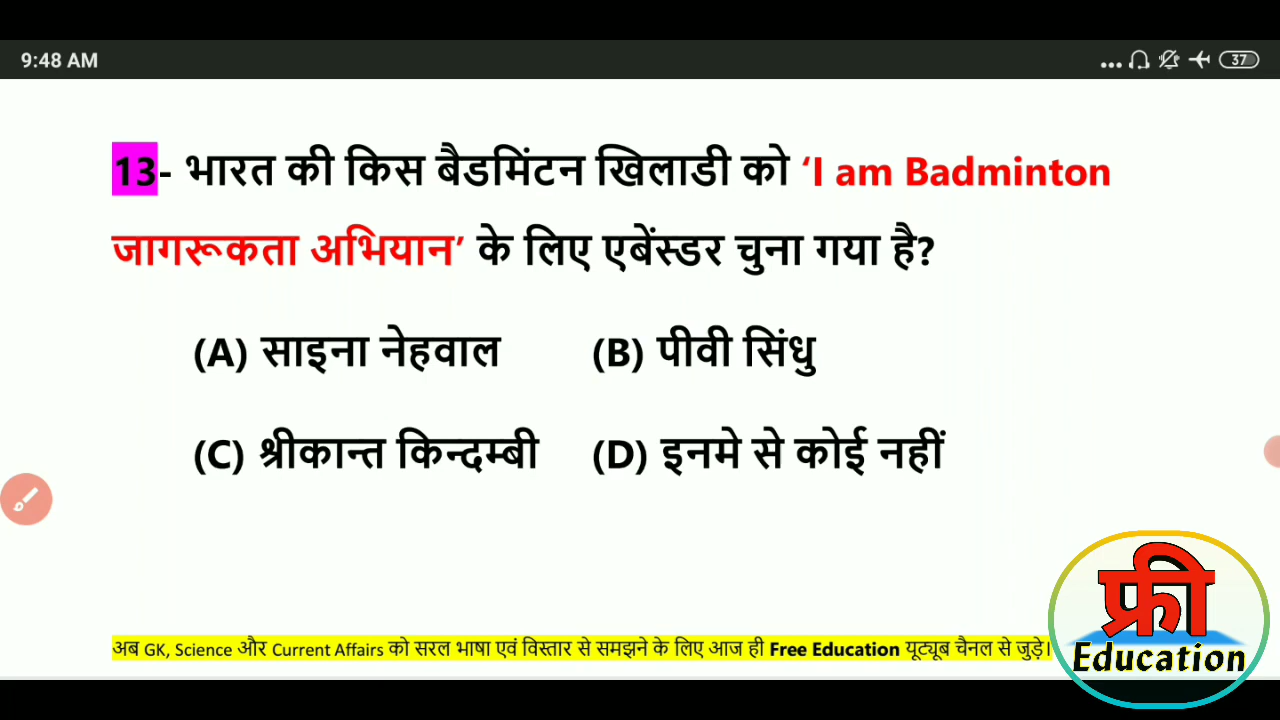 9:48 AM
37
13- भारत की किस बैडमिंटन खिलाडी को ‘I am Badminton
जागरूकता अभियान’ के लिए एबेंस्डर चुना गया है?
(A) साइना नेहवाल (B) पीवी सिंधु
(C) श्रीकान्त किन्दम्बी (D) इनमे से कोई नहीं
अब GK, Science और Current Affairs को सरल भाषा एवं विस्तार से समझने के लिए आज ही Free Education यूट्यूब चैनल से जुड़े।
फ्री
Education